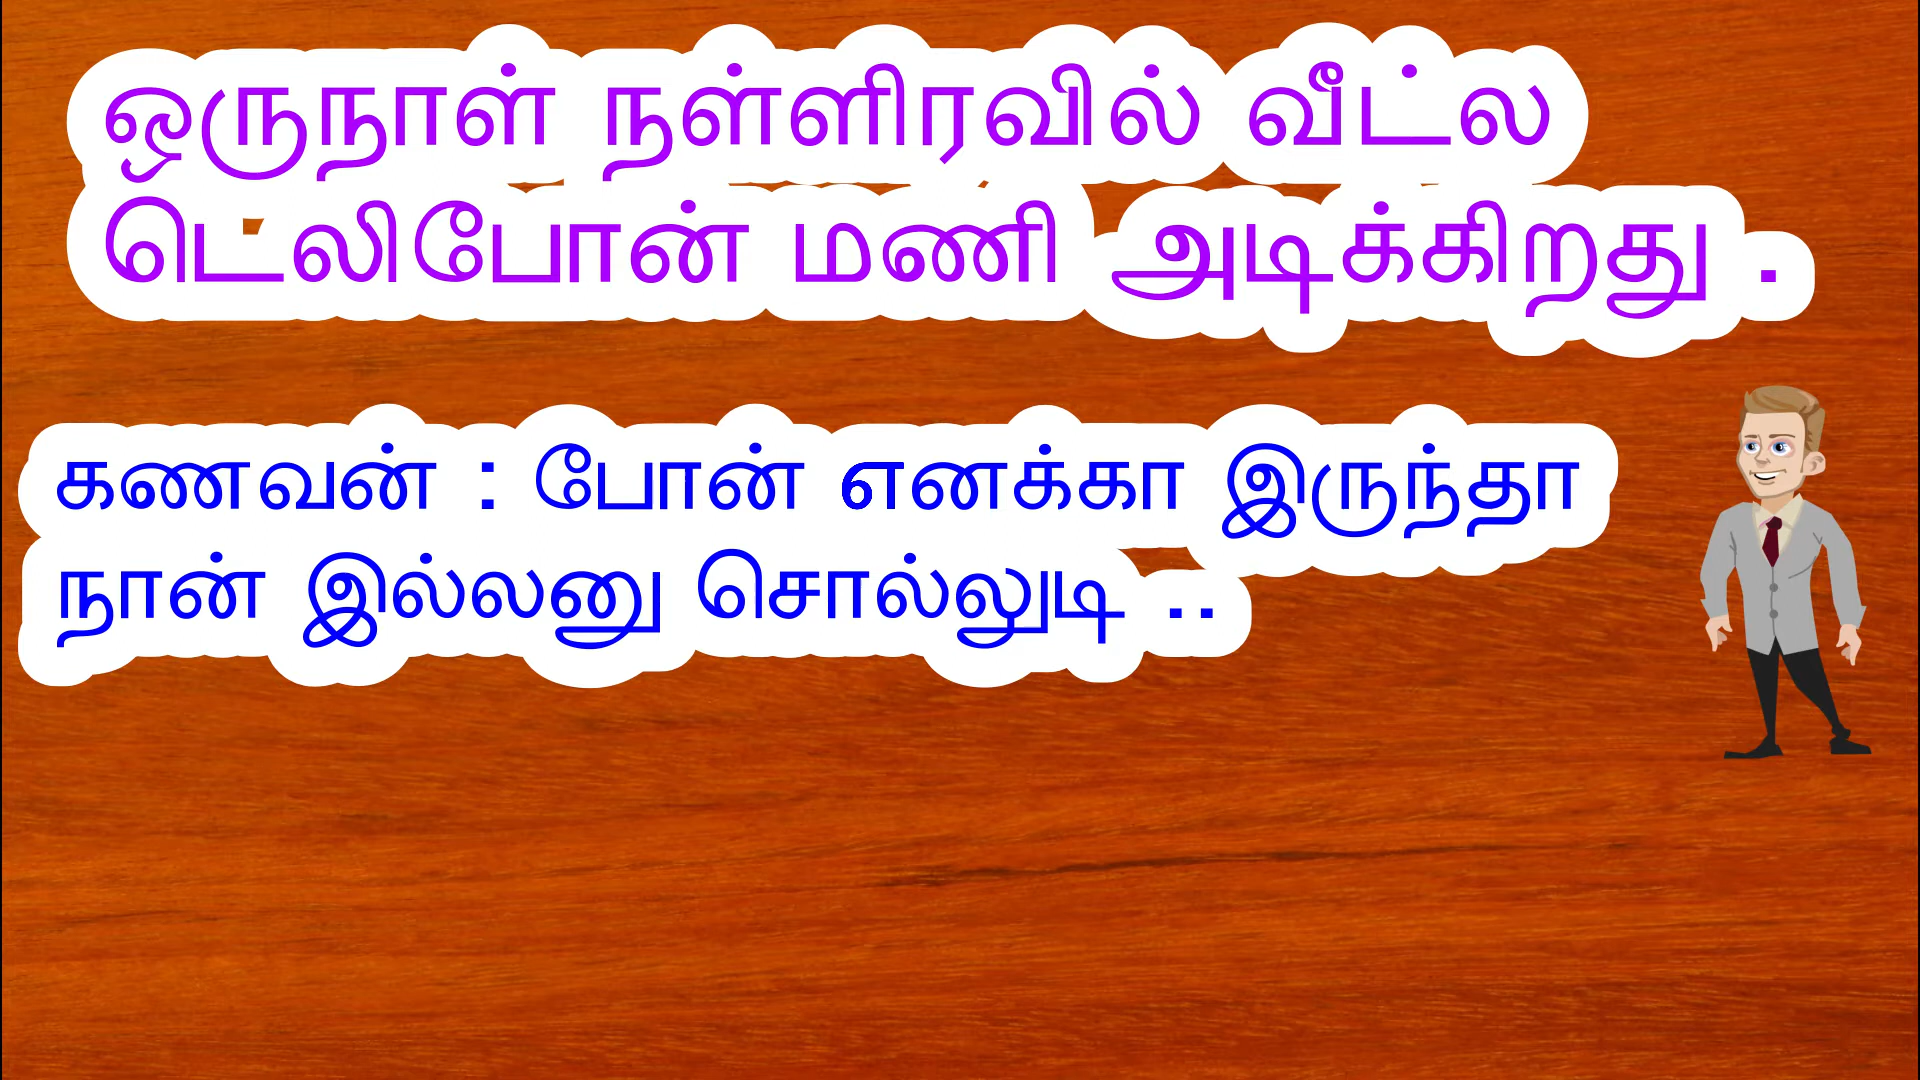 ஒருநாள் நள்ளிரவில் வீட்ல
டெலிபோன் மணி அடிக்கிறது .
கணவன் : போன் எனக்கா இருந்தா
நான் இல்லனு சொல்லுடி ..